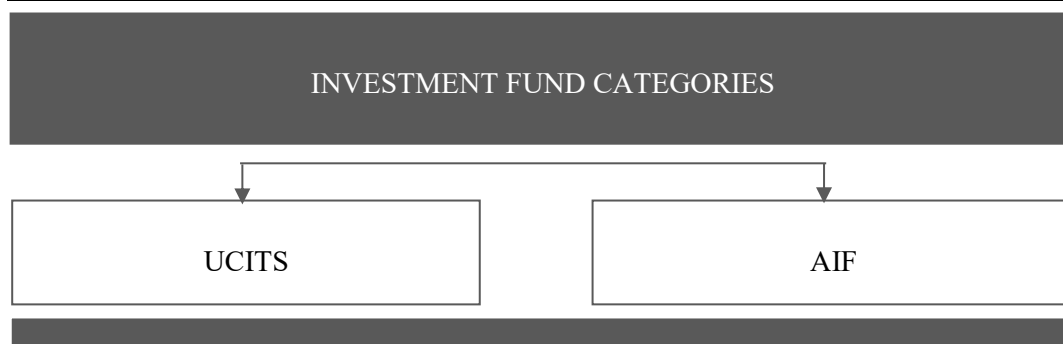 INVESTMENT FUND CATEGORIES
UCITS
AIF